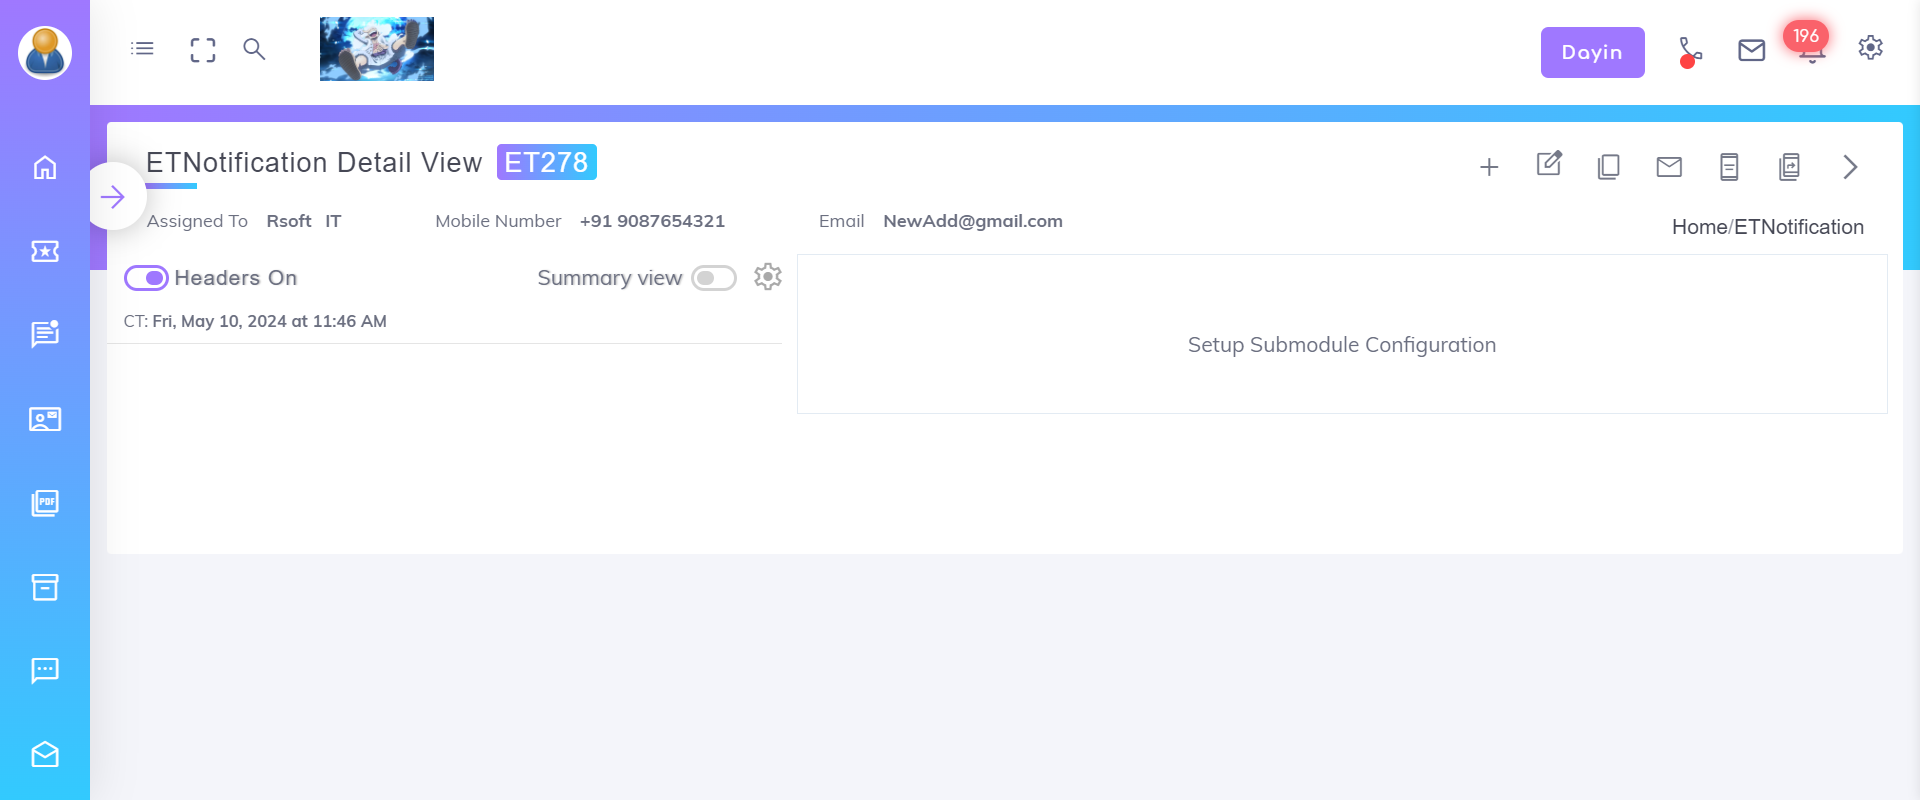 Dayin
196
ETNotification Detail View ET278
Assigned To Rsoft IT Mobile Number +91 9087654321 Email NewAdd@gmail.com
Home/ETNotification
Headers On Summary view
CT: Fri, May 10, 2024 at 11:46 AM
Setup Submodule Configuration
PDF